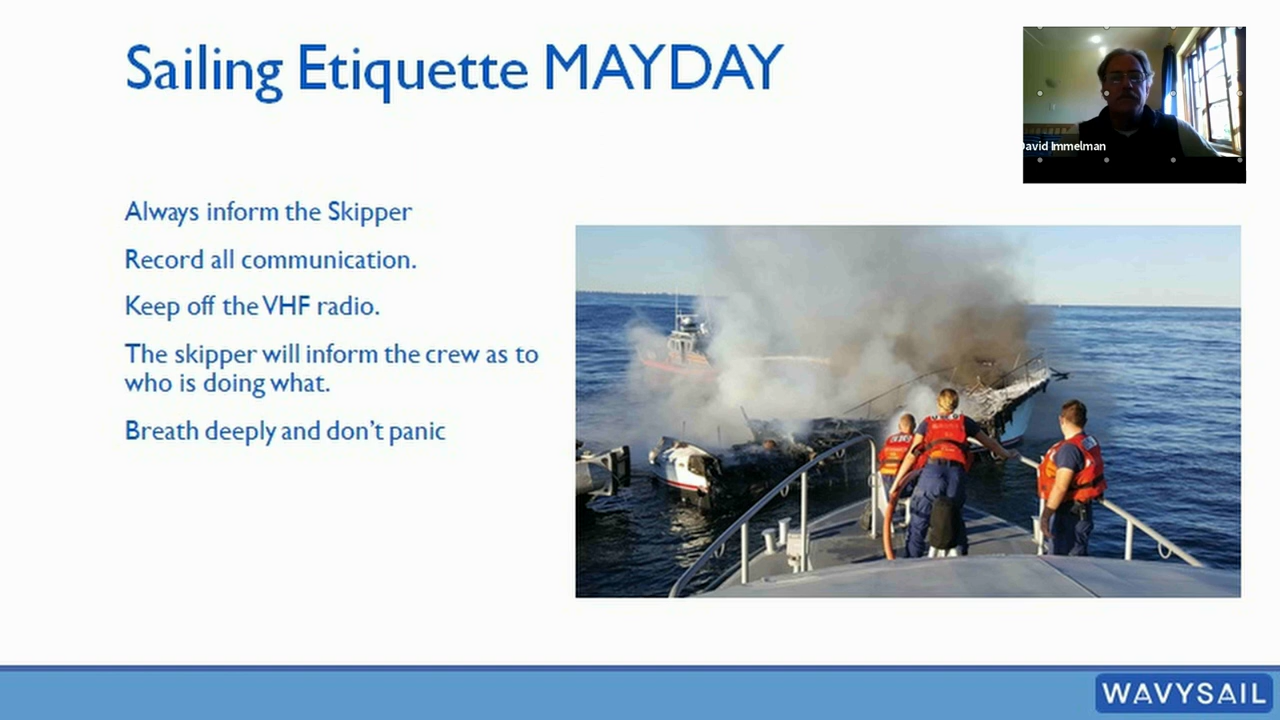 Sailing Etiquette MAYDAY
David Immelman
Always inform the Skipper
Record all communication.
Keep off the VHF radio.
The skipper will inform the crew as to
who is doing what.
Breath deeply and don't panic
WAVYSAIL